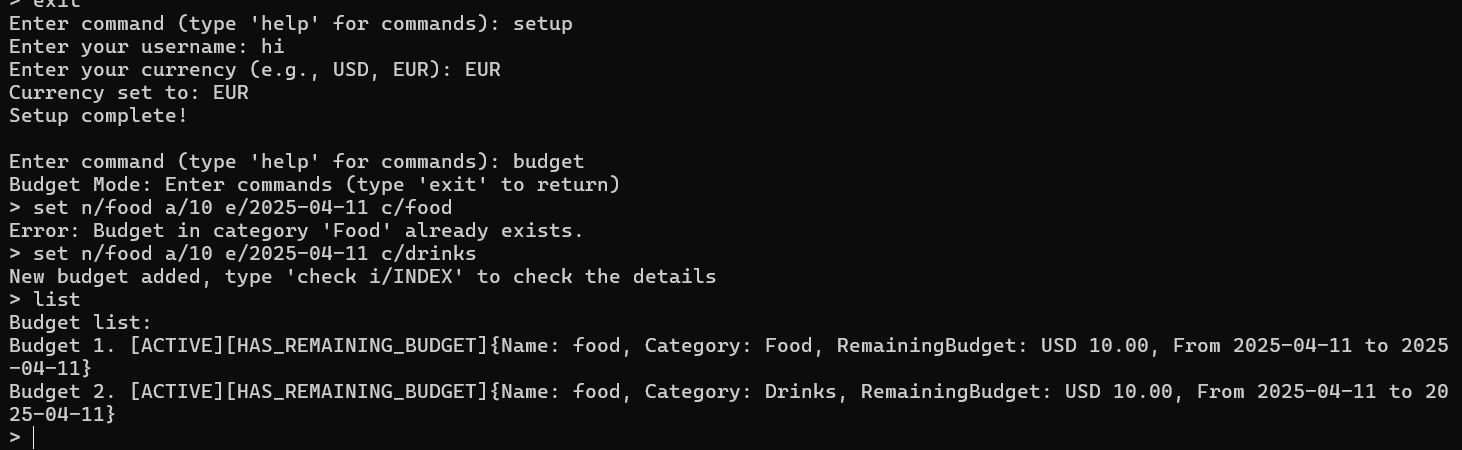 > exit
Enter command (type 'help' for commands): setup
Enter your username: hi
Enter your currency (e.g., USD, EUR): EUR
Currency set to: EUR
Setup complete!
Enter command (type 'help' for commands): budget
Budget Mode: Enter commands (type 'exit' to return)
> set n/food a/10 e/2025-04-11 c/food
Error: Budget in category 'Food' already exists.
> set n/food a/10 e/2025-04-11 c/drinks
New budget added, type 'check i/INDEX' to check the details
> list
Budget list:
Budget 1. [ACTIVE][HAS_REMAINING_BUDGET]{Name: food, Category: Food, RemainingBudget: USD 10.00, From 2025-04-11 to 2025
-04-11}
Budget 2. [ACTIVE][HAS_REMAINING_BUDGET]{Name: food, Category: Drinks, RemainingBudget: USD 10.00, From 2025-04-11 to 20
25-04-11}
>